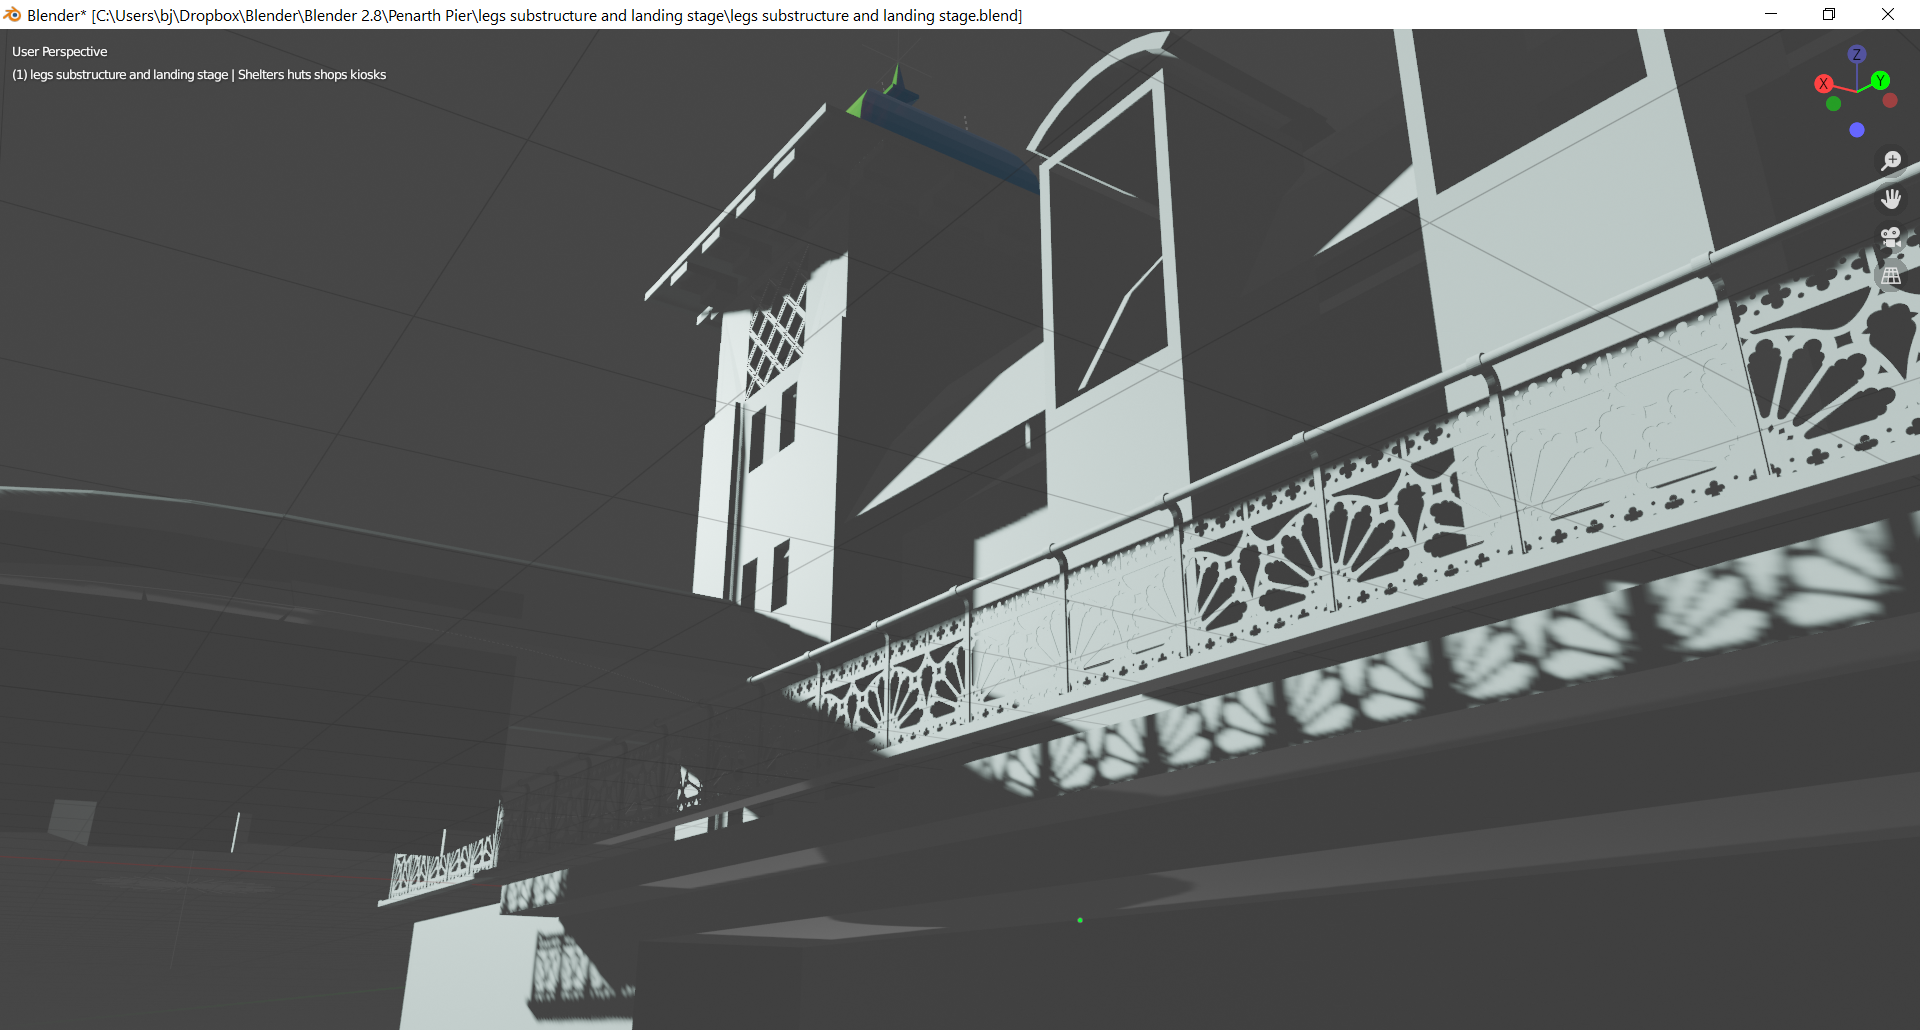 Blender* [C:\Users\bj\Dropbox\Blender\Blender 2.8\Penarth Pier\legs substructure and landing stage\legs substructure and landing stage.blend]
User Perspective
(1) legs substructure and landing stage | Shelters huts shops kiosks
Z
X
Y